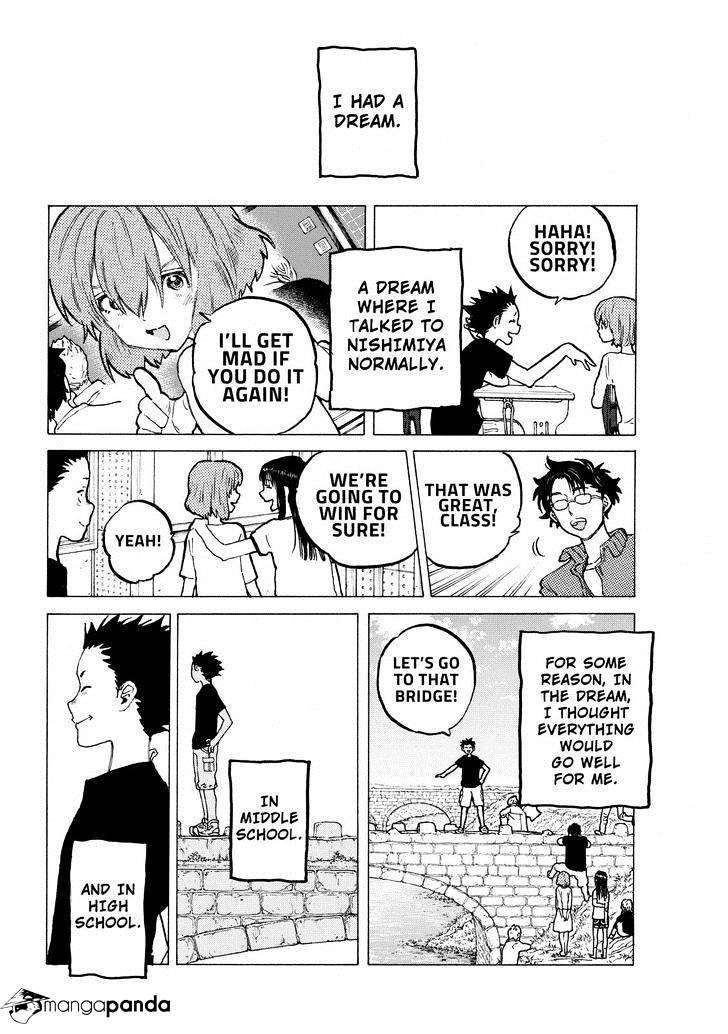 I HAD A
DREAM.
HAHA!
SORRY!
SORRY!
A DREAM
WHERE I
TALKED TO
NISHIMIYA
NORMALLY.
I'LL GET
MAD IF
YOU DO IT
AGAIN!
THAT WAS
GREAT,
CLASS!
WE'RE
GOING TO
WIN FOR
SURE!
YEAH!
FOR SOME
REASON, IN
THE DREAM,
I THOUGHT
EVERYTHING
WOULD
GO WELL
FOR ME.
LET'S GO
TO THAT
BRIDGE!
IN
MIDDLE
SCHOOL.
AND IN
HIGH
SCHOOL.
mangapanda